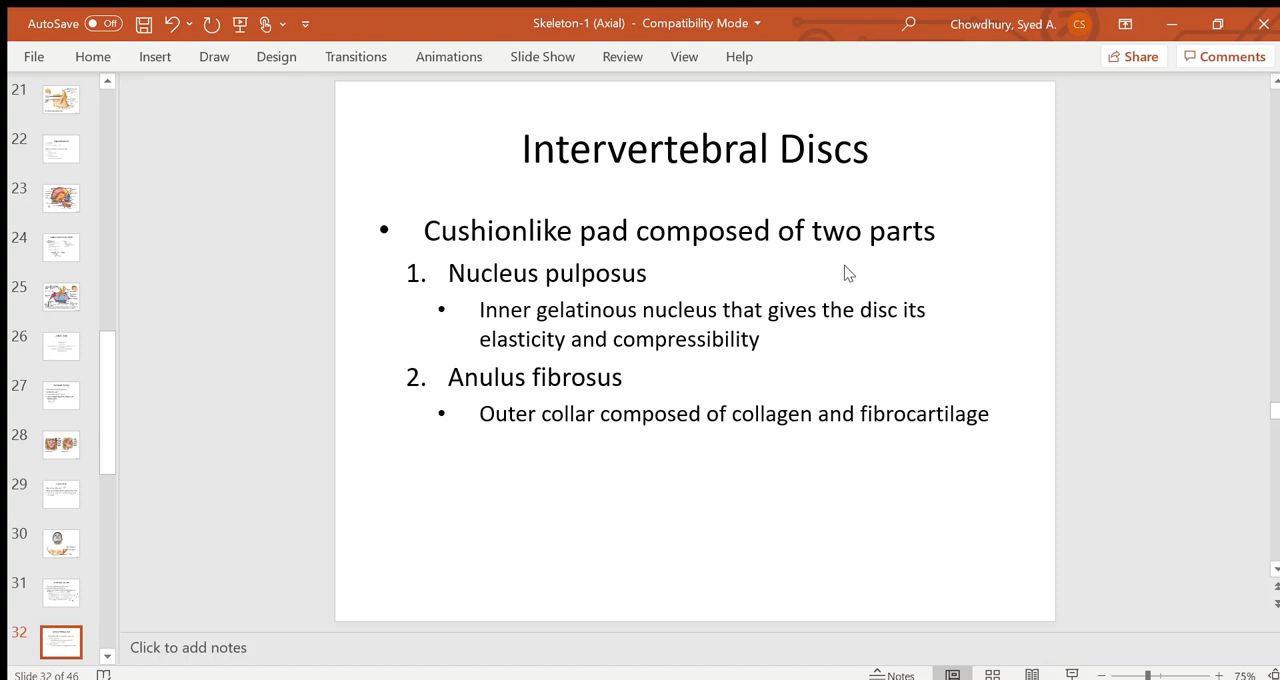 AutoSave Off Skeleton-1 (Axial) - Compatibility Mode Chowdhury, Syed A. CS
File Home Insert Draw Design Transitions Animations Slide Show Review View Help Share Comments
21
22
23
24
25
26
27
28
29
30
31
32
Intervertebral Discs
• Cushionlike pad composed of two parts
1. Nucleus pulposus
• Inner gelatinous nucleus that gives the disc its
elasticity and compressibility
2. Anulus fibrosus
• Outer collar composed of collagen and fibrocartilage
Click to add notes
Slide 32 of 46 Notes 75%